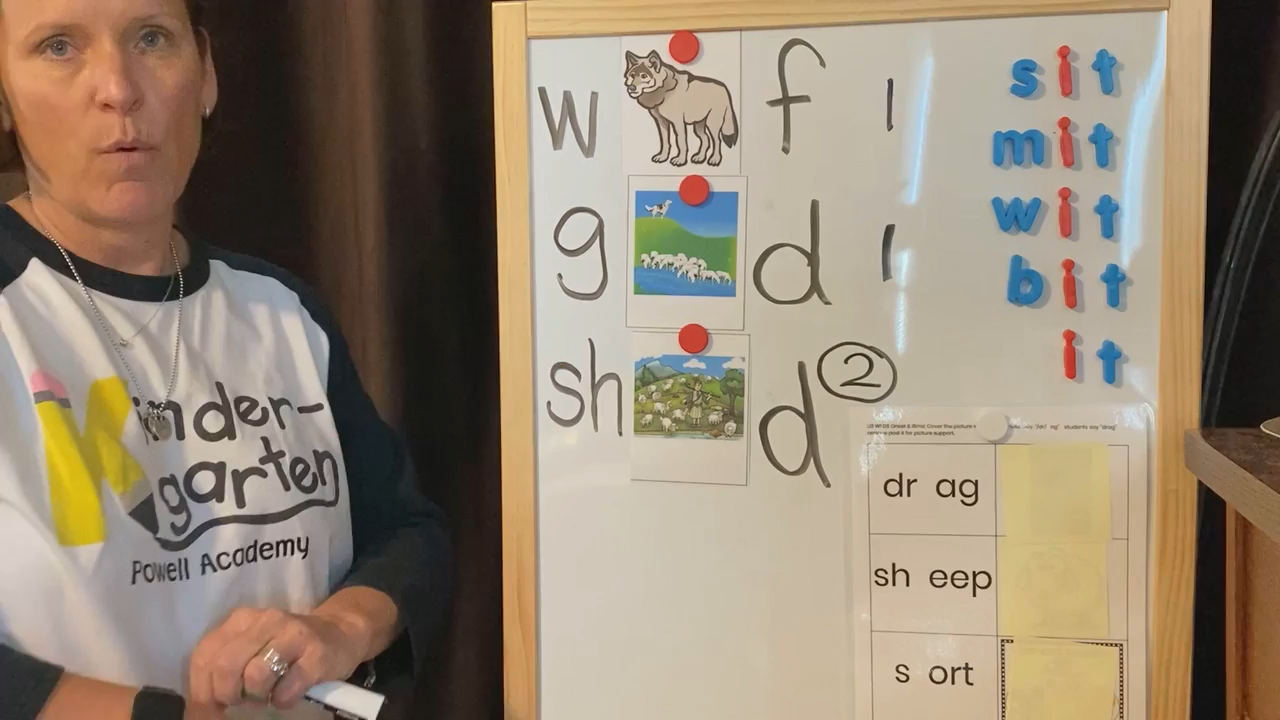 Kinder-
garten
Powell Academy
w f l
g d l
sh d 2
sit
mit
wit
bit
it
dr ag
sh eep
s ort